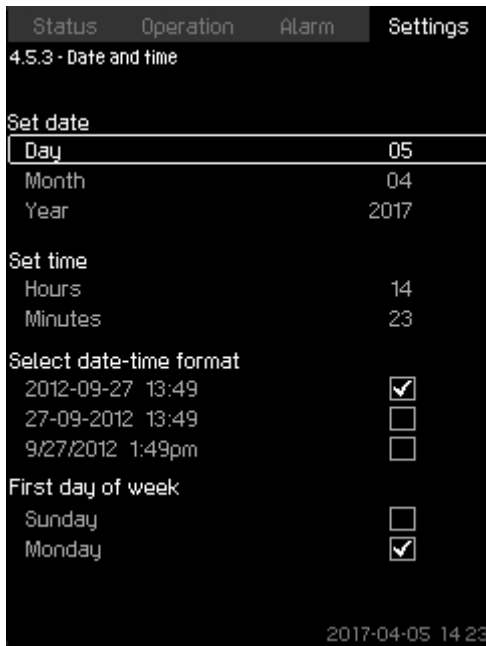 Status Operation Alarm Settings
4.5.3 - Date and time
Set date
Day 05
Month 04
Year 2017
Set time
Hours 14
Minutes 23
Select date-time format
2012-09-27 13:49
27-09-2012 13:49
9/27/2012 1:49pm
First day of week
Sunday
Monday
2017-04-05 14:23